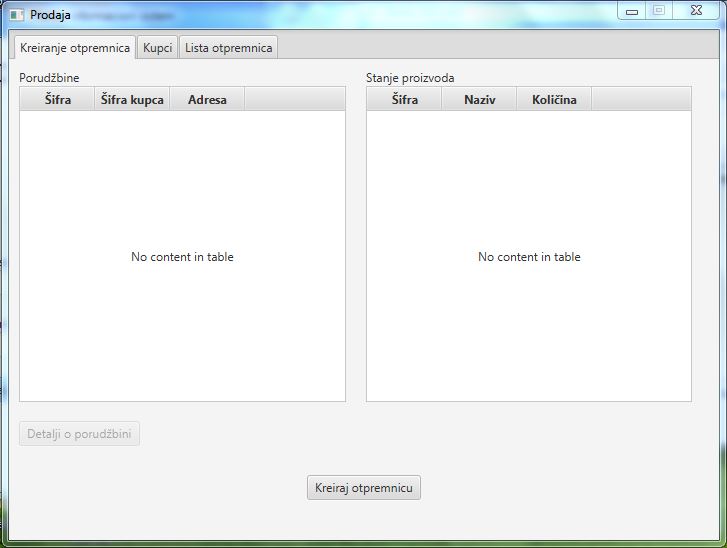 Prodaja
Kreiranje otpremnica Kupci Lista otpremnica
Porudžbine
Šifra Šifra kupca Adresa
No content in table
Detalji o porudžbini
Stanje proizvoda
Šifra Naziv Količina
No content in table
Kreiraj otpremnicu